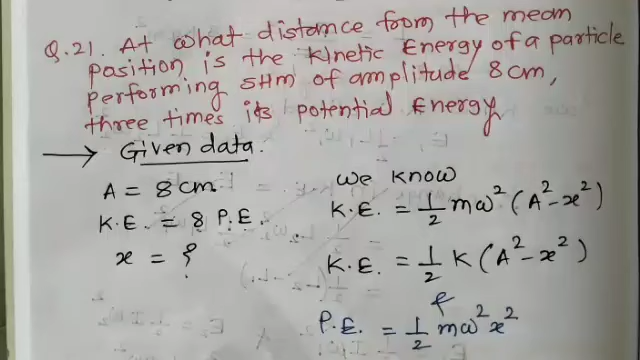 Q.21. At what distance from the mean
position is the Kinetic Energy of a particle
performing SHM of amplitude 8 cm,
three times its potential Energy
→ Given data.
A = 8 cm
K.E. = 8 P.E.
x = ?
we know
K.E. = 1/2 mω² (A² - x²)
K.E. = 1/2 K (A² - x²)
&
P.E. = 1/2 mω² x²